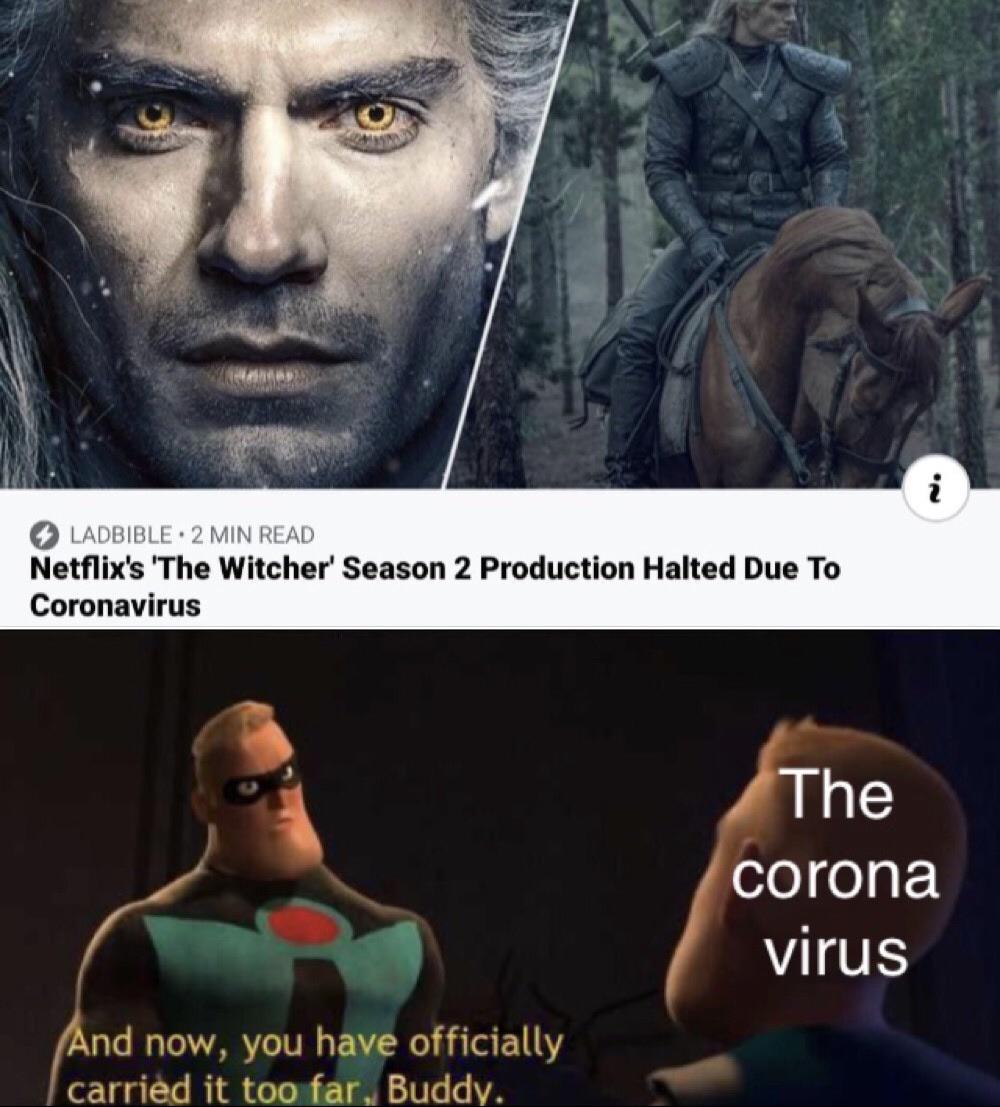 LADBIBLE • 2 MIN READ
Netflix's 'The Witcher' Season 2 Production Halted Due To
Coronavirus
The
corona
virus
And now, you have officially
carried it too far, Buddy.